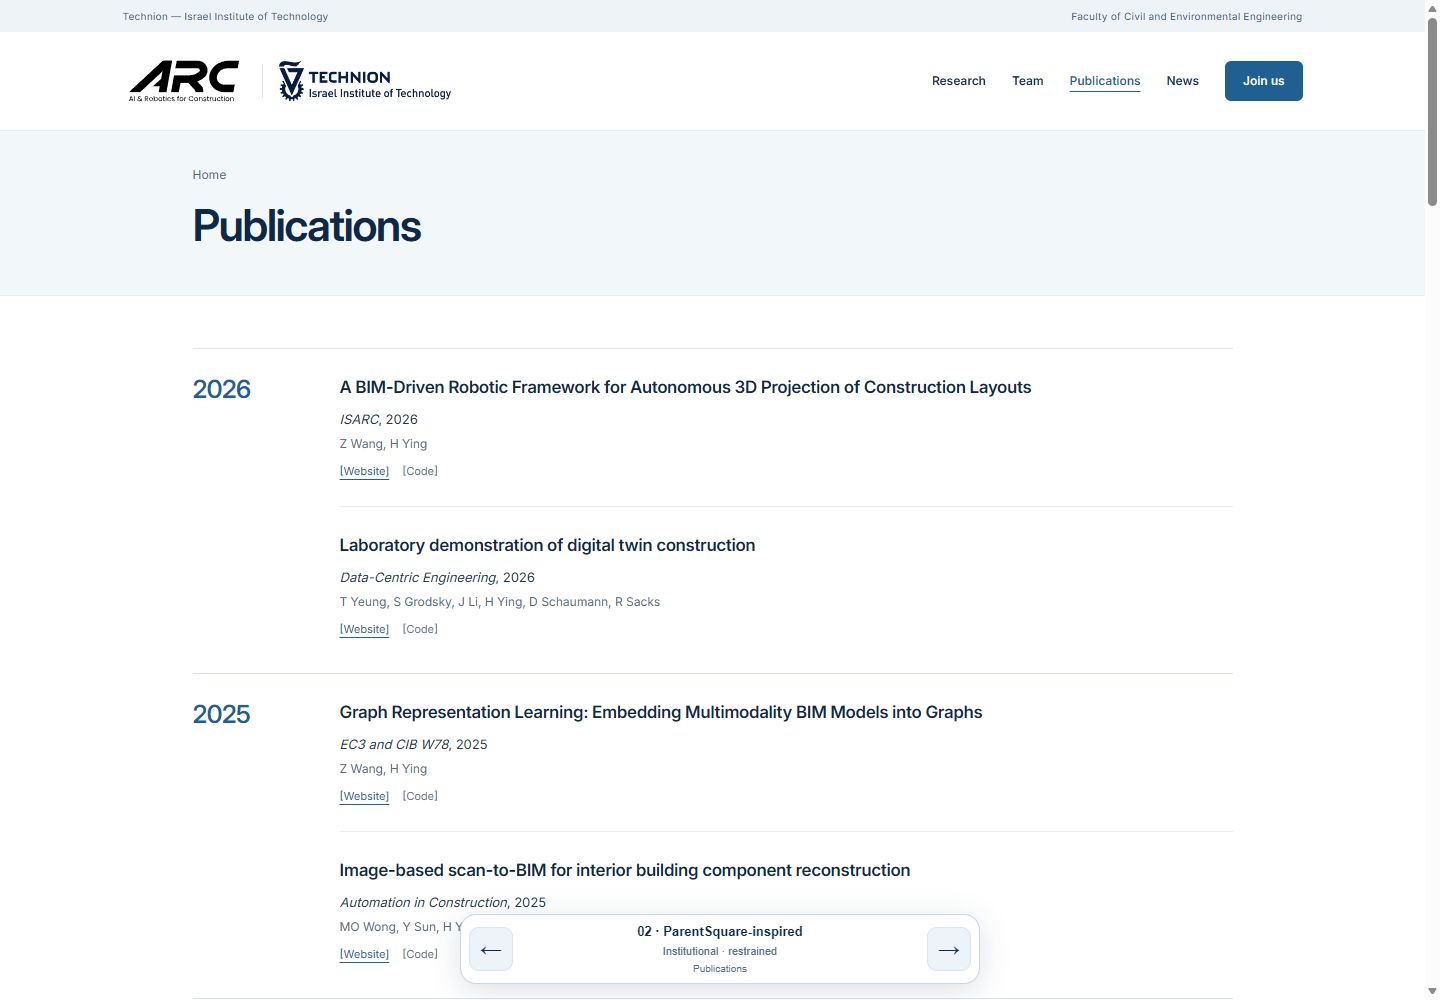 Technion — Israel Institute of Technology
Faculty of Civil and Environmental Engineering
ARC
AI & Robotics for Construction
TECHNION
Israel Institute of Technology
Research
Team
Publications
News
Join us
Home
Publications
2026
A BIM-Driven Robotic Framework for Autonomous 3D Projection of Construction Layouts
ISARC, 2026
Z Wang, H Ying
[Website] [Code]
Laboratory demonstration of digital twin construction
Data-Centric Engineering, 2026
T Yeung, S Grodsky, J Li, H Ying, D Schaumann, R Sacks
[Website] [Code]
2025
Graph Representation Learning: Embedding Multimodality BIM Models into Graphs
EC3 and CIB W78, 2025
Z Wang, H Ying
[Website] [Code]
Image-based scan-to-BIM for interior building component reconstruction
Automation in Construction, 2025
MO Wong, Y Sun, H Y
[Website] [Code]
02 · ParentSquare-inspired
Institutional · restrained
Publications